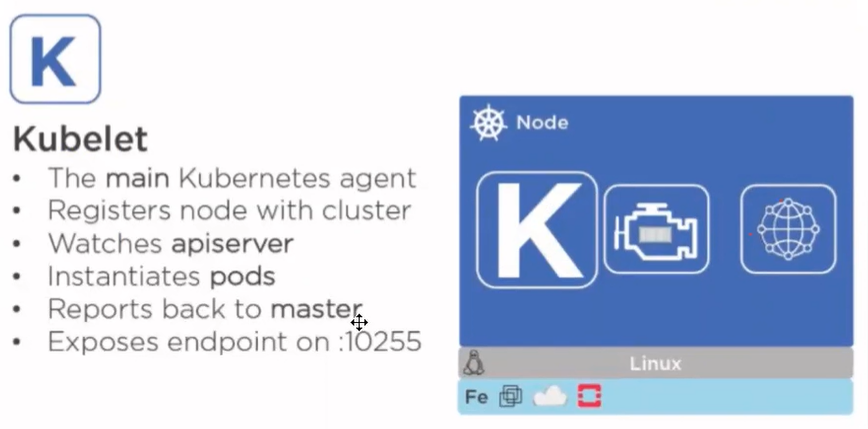 K
Kubelet
• The main Kubernetes agent
• Registers node with cluster
• Watches apiserver
• Instantiates pods
• Reports back to master
• Exposes endpoint on :10255
Node
K
Linux
Fe